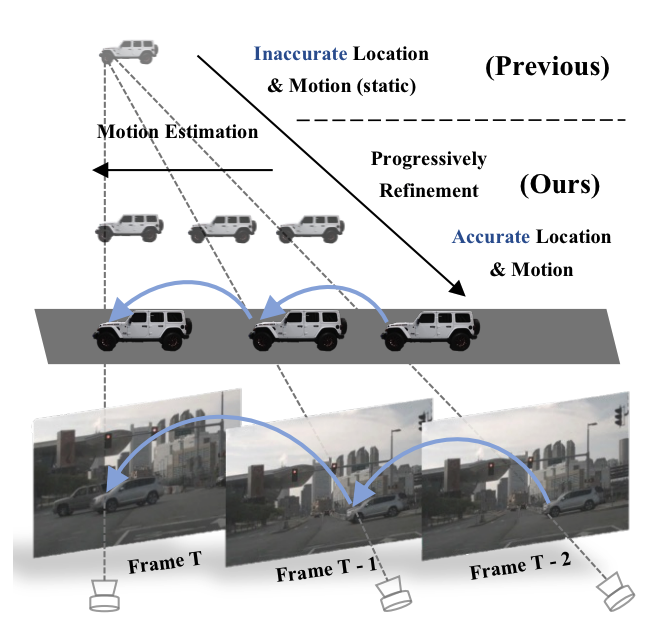 Inaccurate Location
& Motion (static)
(Previous)
Motion Estimation
Progressively
Refinement
(Ours)
Accurate Location
& Motion
Frame T
Frame T - 1
Frame T - 2